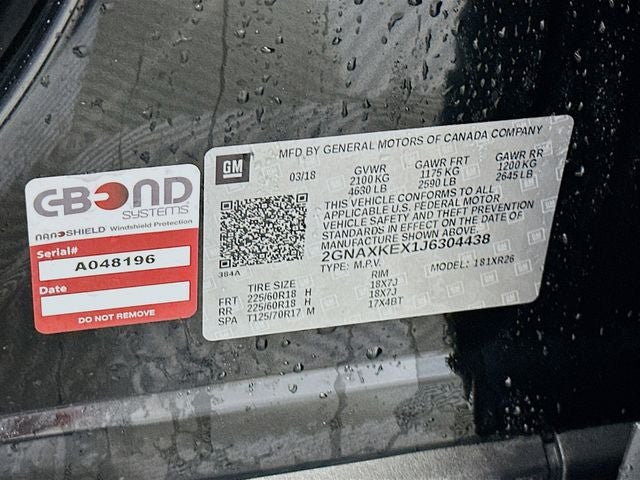 C-BOND
SYSTEMS
NANOSHIELD Windshield Protection
Serial#
A048196
Date
DO NOT REMOVE
GM
MFD BY GENERAL MOTORS OF CANADA COMPANY
03/18 GVWR GAWR FRT GAWR RR
2100 KG 1175 KG 1200 KG
4630 LB 2590 LB 2645 LB
THIS VEHICLE CONFORMS TO ALL
APPLICABLE U.S. FEDERAL MOTOR
VEHICLE SAFETY AND THEFT PREVENTION
STANDARDS IN EFFECT ON THE DATE OF
MANUFACTURE SHOWN ABOVE.
2GNAXKEX1J6304438
TYPE: M.P.V. MODEL: 181XR26
384A
TIRE SIZE RIM
FRT 225/60R18 H 18X7J
RR 225/60R18 H 18X7J
SPA T125/70R17 M 17X4BT